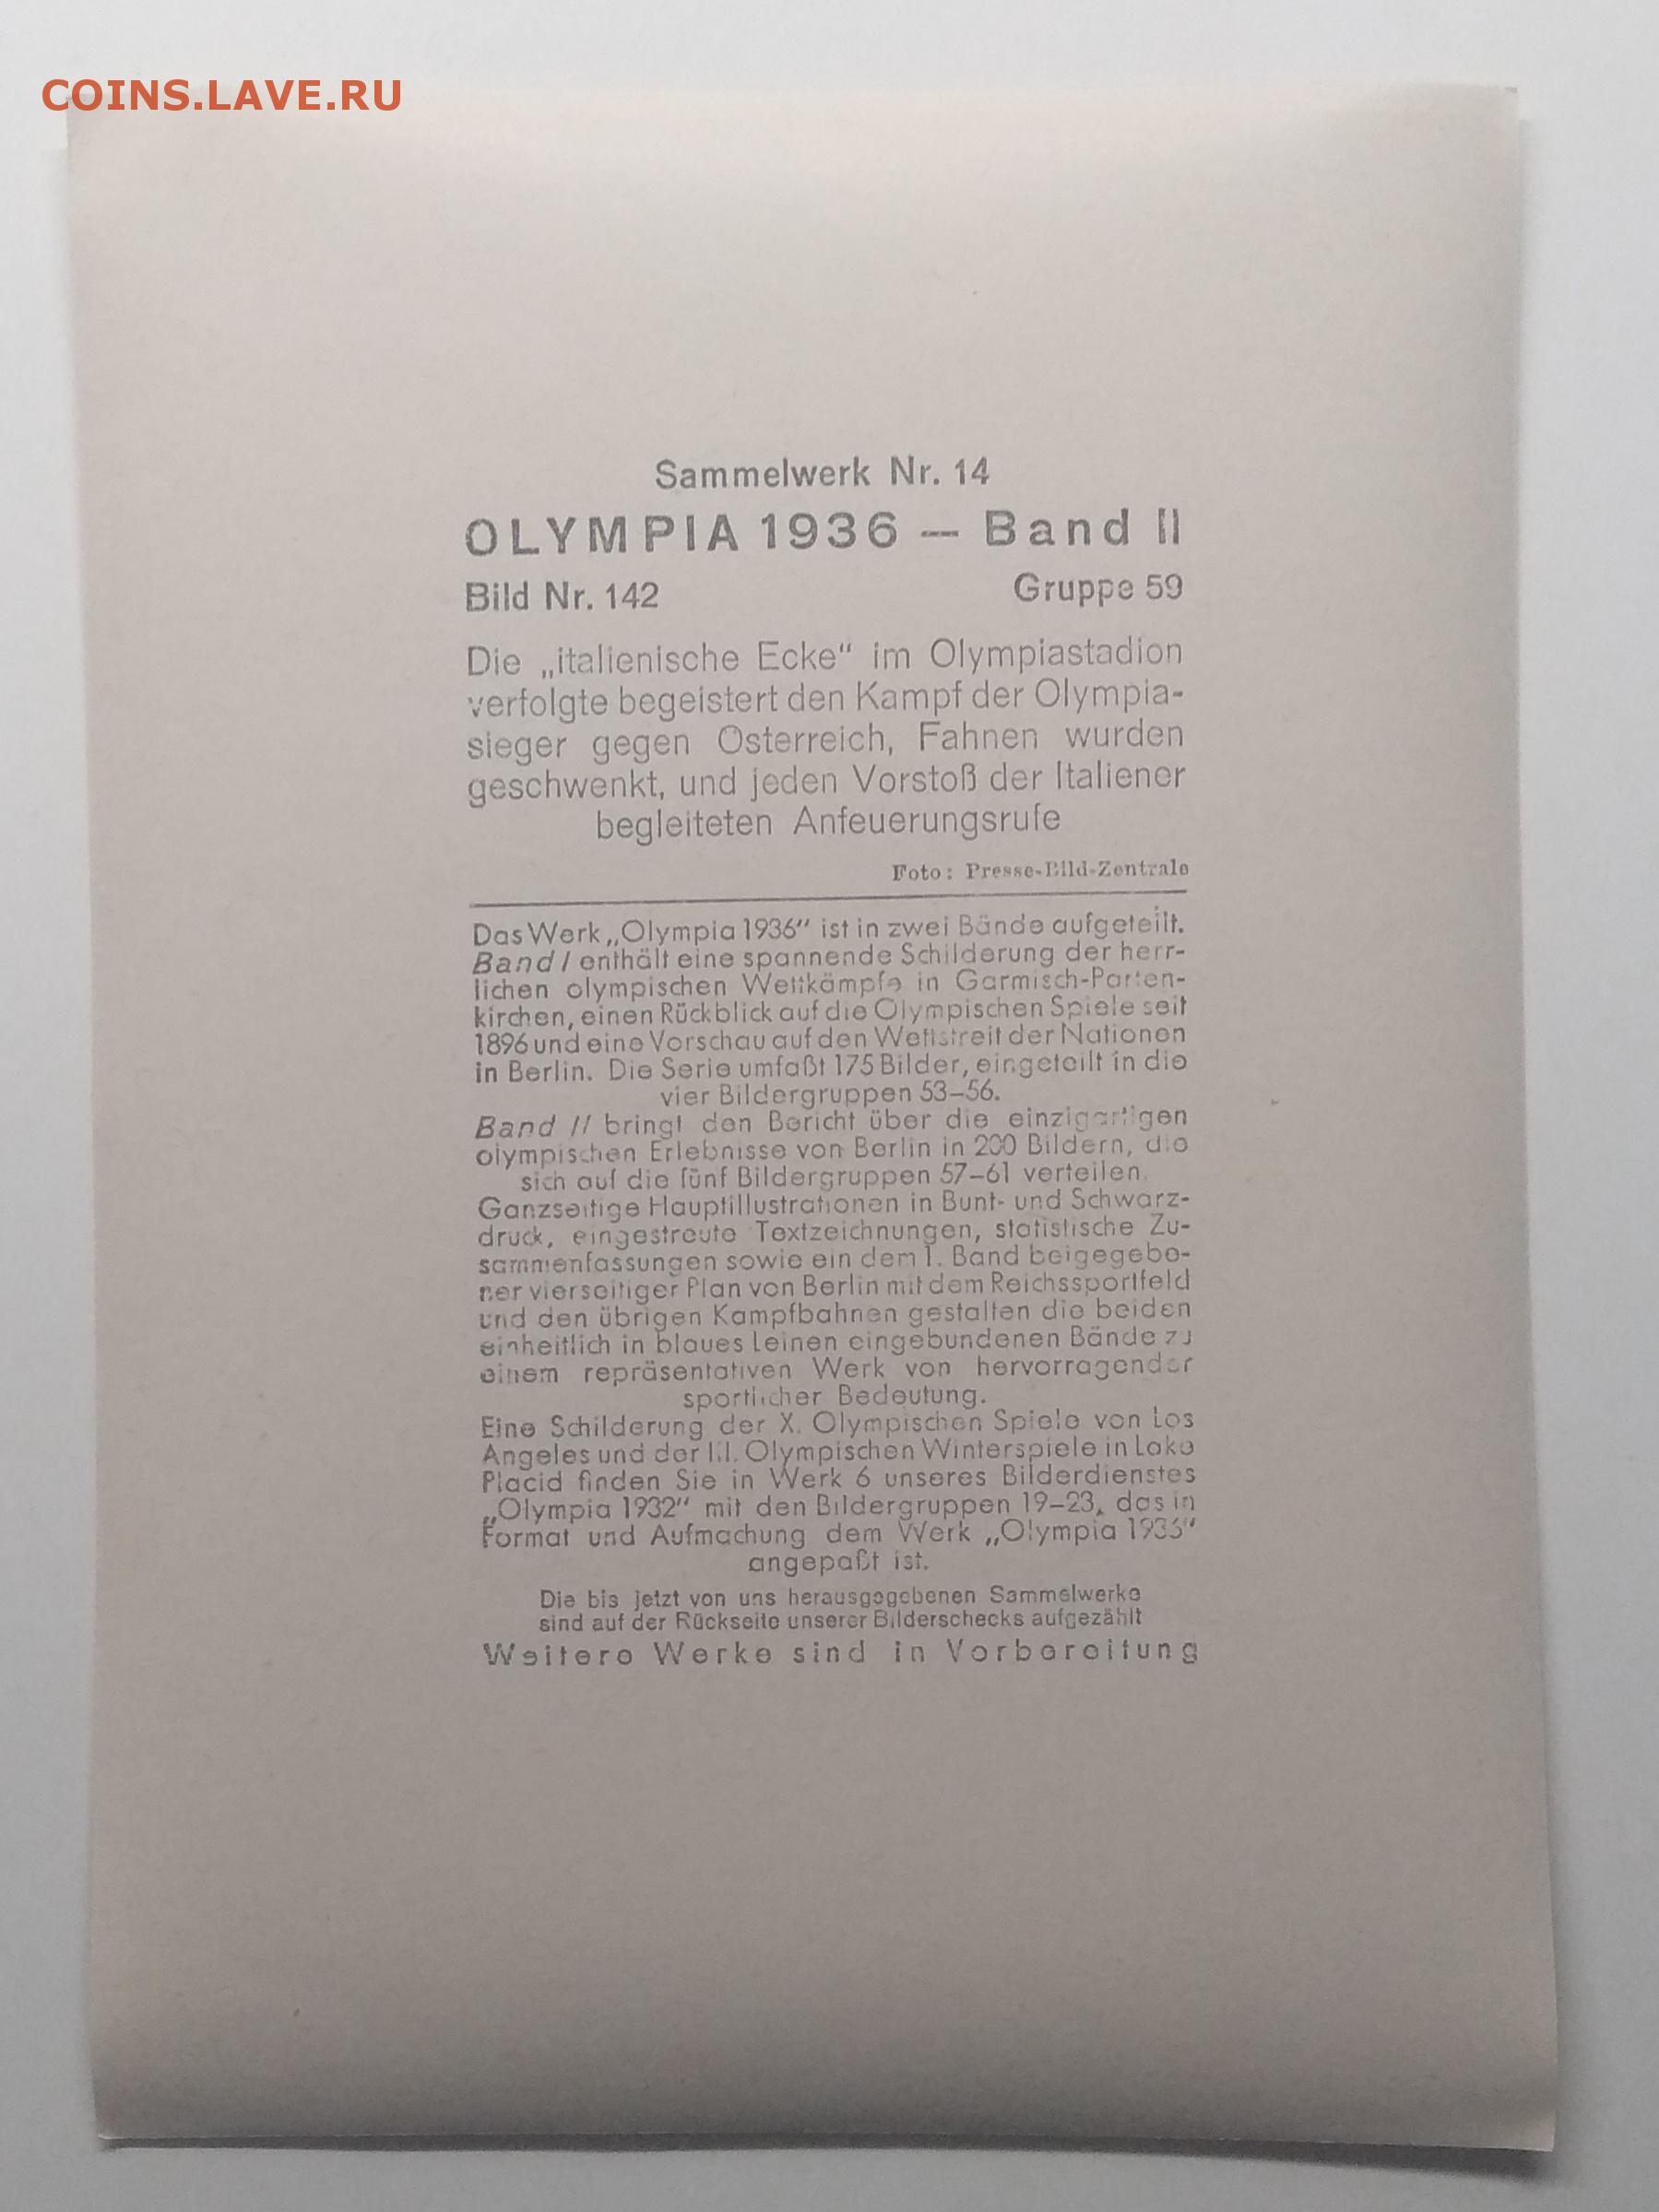 COINS.LAVE.RU
Sammelwerk Nr. 14
OLYMPIA 1936 — Band II
Bild Nr. 142 Gruppe 59
Die „italienische Ecke“ im Olympiastadion
verfolgte begeistert den Kampf der Olympia-
sieger gegen Österreich, Fahnen wurden
geschwenkt, und jeden Vorstoß der Italiener
begleiteten Anfeuerungsrufe
Foto: Presse-Bild-Zentrale
Das Werk „Olympia 1936“ ist in zwei Bände aufgeteilt.
Band I enthält eine spannende Schilderung der herr-
lichen olympischen Wettkämpfe in Garmisch-Parten-
kirchen, einen Rückblick auf die Olympischen Spiele seit
1896 und eine Vorschau auf den Wettstreit der Nationen
in Berlin. Die Serie umfaßt 175 Bilder, eingeteilt in die
vier Bildergruppen 53–56.
Band II bringt den Bericht über die einzigartigen
olympischen Erlebnisse von Berlin in 200 Bildern, die
sich auf die fünf Bildergruppen 57–61 verteilen.
Ganzseitige Hauptillustrationen in Bunt- und Schwarz-
druck, eingestreute Textzeichnungen, statistische Zu-
sammenfassungen sowie ein dem 1. Band beigegebe-
ner vierseitiger Plan von Berlin mit dem Reichssportfeld
und den übrigen Kampfbahnen gestalten die beiden
einheitlich in blaues Leinen eingebundenen Bände zu
einem repräsentativen Werk von hervorragender
sportlicher Bedeutung.
Eine Schilderung der X. Olympischen Spiele von Los
Angeles und der III. Olympischen Winterspiele in Lake
Placid finden Sie in Werk 6 unseres Bilderdienstes
„Olympia 1932“ mit den Bildergruppen 19–23, das in
Format und Aufmachung dem Werk „Olympia 1936“
angepaßt ist.
Die bis jetzt von uns herausgegebenen Sammelwerke
sind auf der Rückseite unserer Bilderschecks aufgezählt
Weitere Werke sind in Vorbereitung